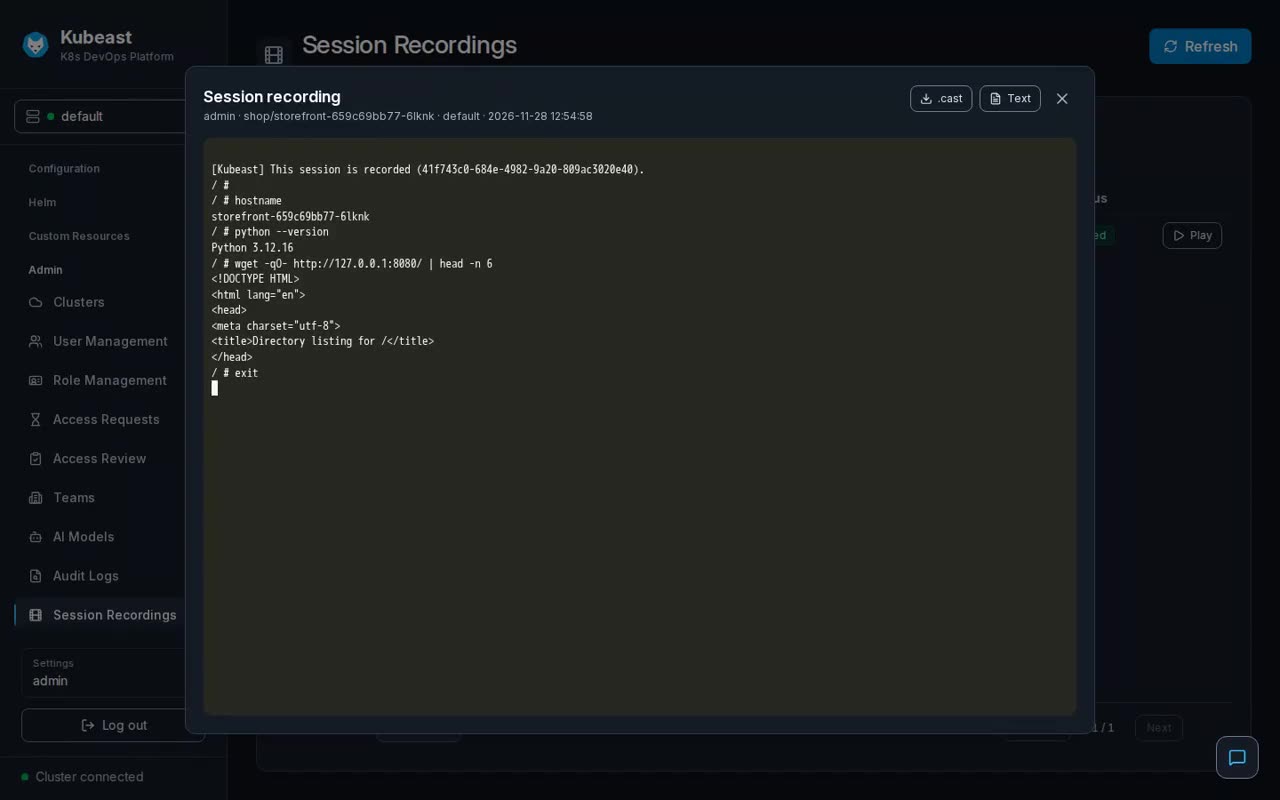 Kubeast
K8s DevOps Platform
default
Configuration
Helm
Custom Resources
Admin
Clusters
User Management
Role Management
Access Requests
Access Review
Teams
AI Models
Audit Logs
Session Recordings
Settings
admin
Log out
Cluster connected
Session Recordings
Refresh
Session recording
admin · shop/storefront-659c69bb77-6lknk · default · 2026-11-28 12:54:58
.cast
Text
[Kubeast] This session is recorded (41f743c0-684e-4982-9a20-809ac3020e40).
/ #
/ # hostname
storefront-659c69bb77-6lknk
/ # python --version
Python 3.12.16
/ # wget -qO- http://127.0.0.1:8080/ | head -n 6
<!DOCTYPE HTML>
<html lang="en">
<head>
<meta charset="utf-8">
<title>Directory listing for /</title>
</head>
/ # exit
Play
1 / 1
Next